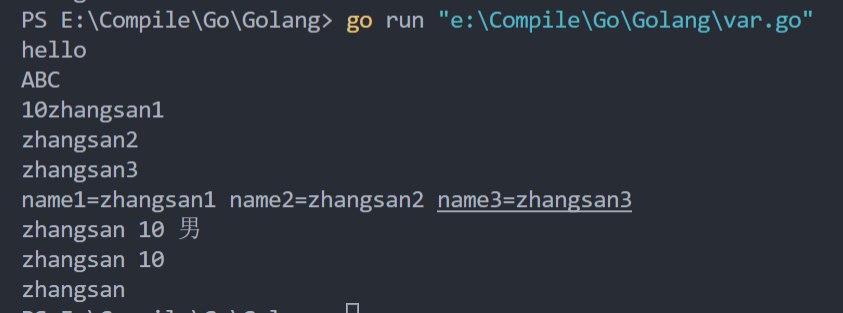 PS E:\Compile\Go\Golang> go run "e:\Compile\Go\Golang\var.go"
hello
ABC
10zhangsan1
zhangsan2
zhangsan3
name1=zhangsan1 name2=zhangsan2 name3=zhangsan3
zhangsan 10 男
zhangsan 10
zhangsan